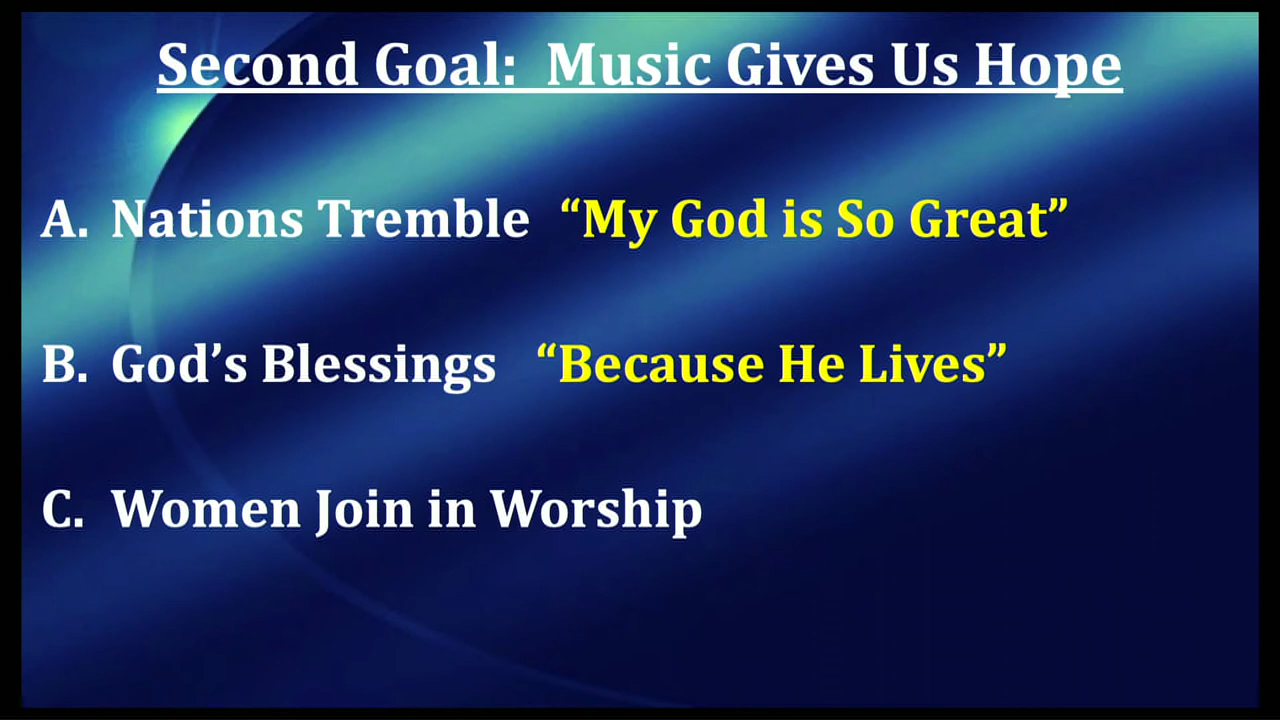 Second Goal:  Music Gives Us Hope
A. Nations Tremble “My God is So Great”
B. God’s Blessings “Because He Lives”
C. Women Join in Worship